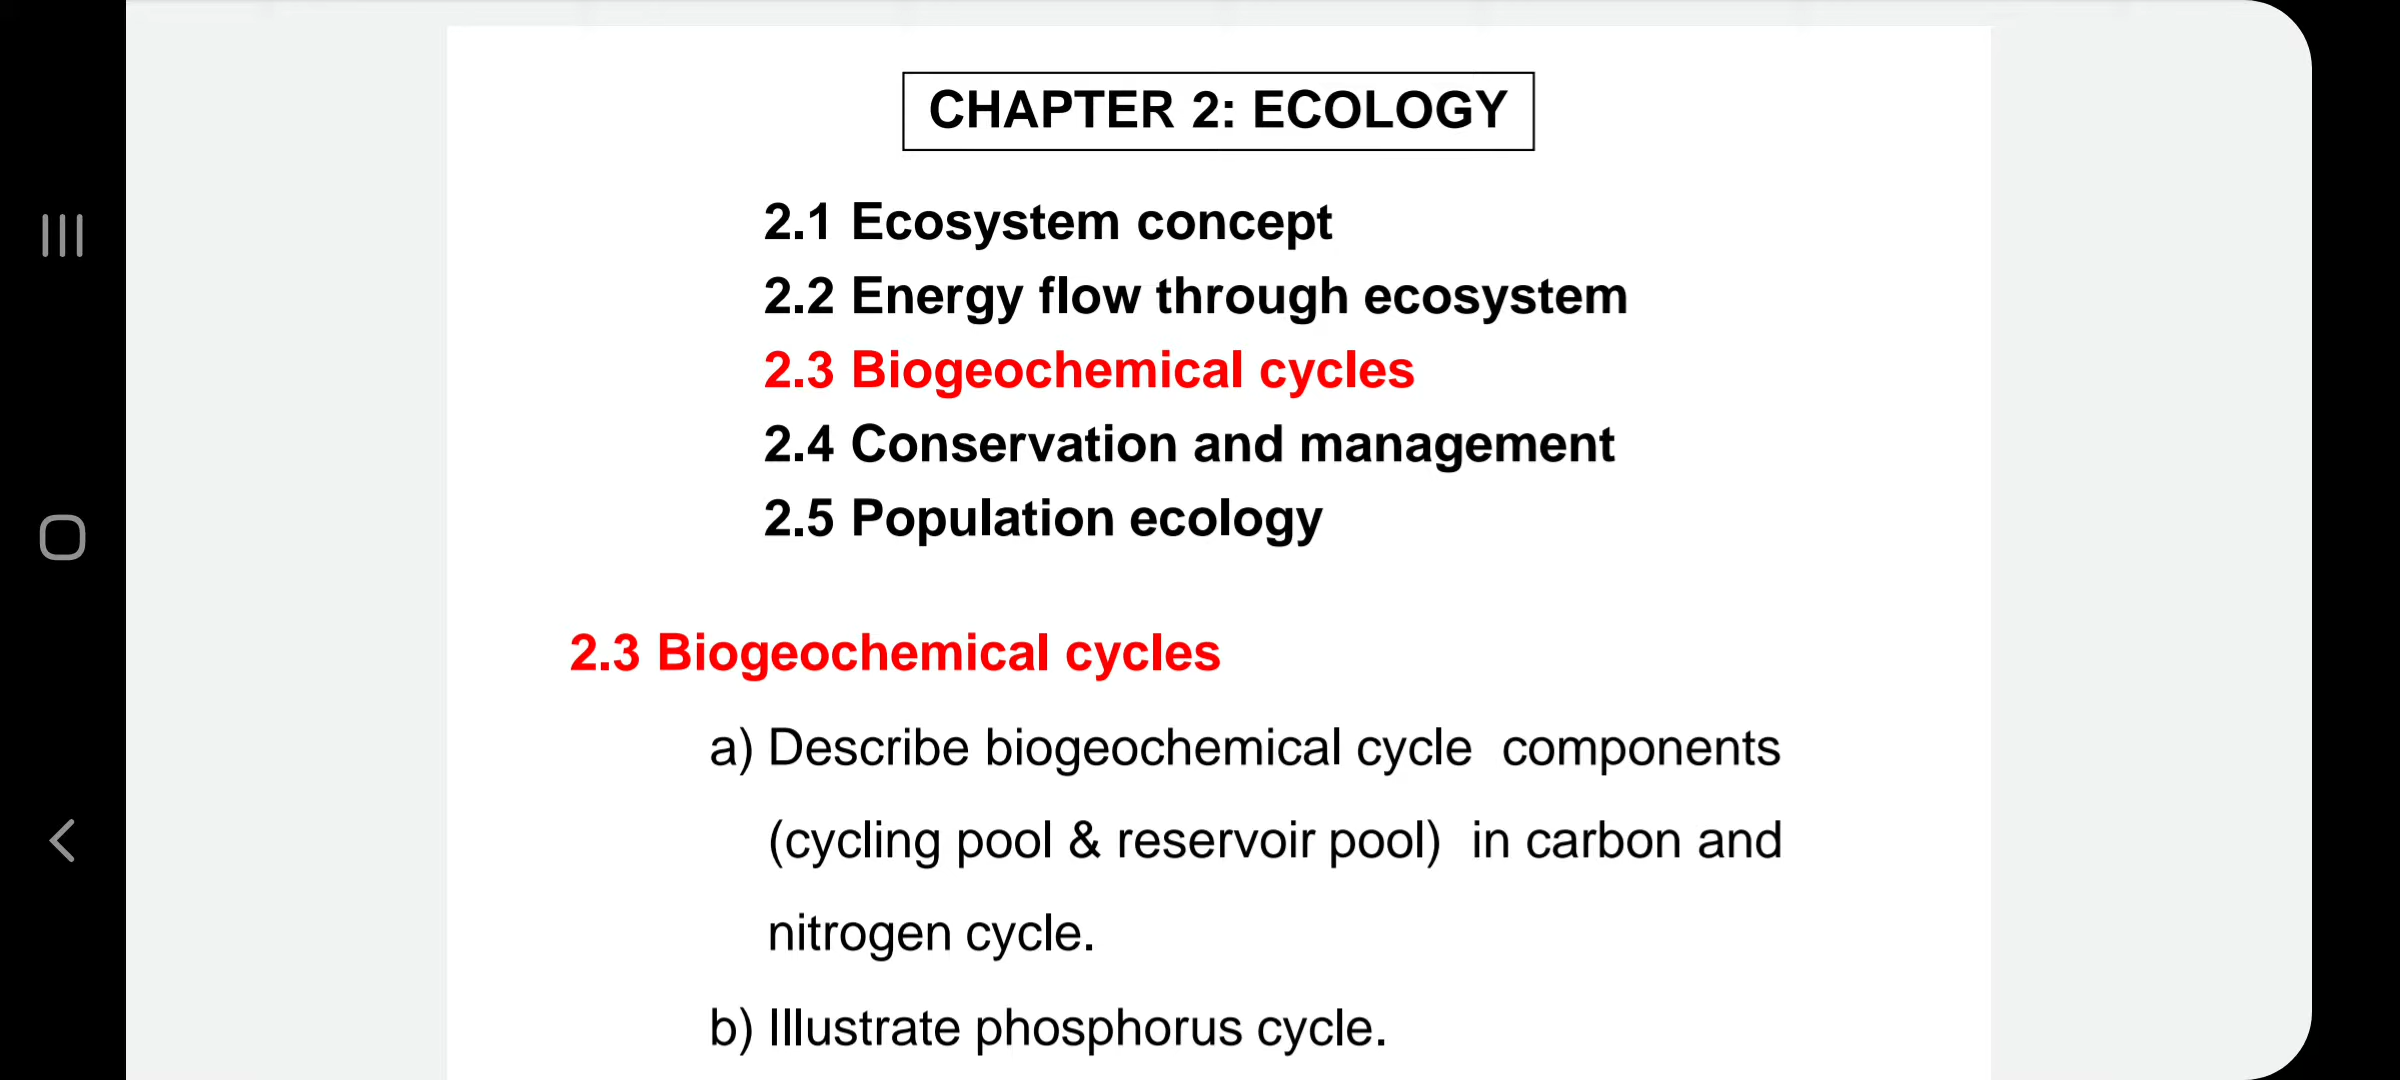 CHAPTER 2: ECOLOGY
2.1 Ecosystem concept
2.2 Energy flow through ecosystem
2.3 Biogeochemical cycles
2.4 Conservation and management
2.5 Population ecology
2.3 Biogeochemical cycles
a) Describe biogeochemical cycle components
(cycling pool & reservoir pool) in carbon and
nitrogen cycle.
b) Illustrate phosphorus cycle.